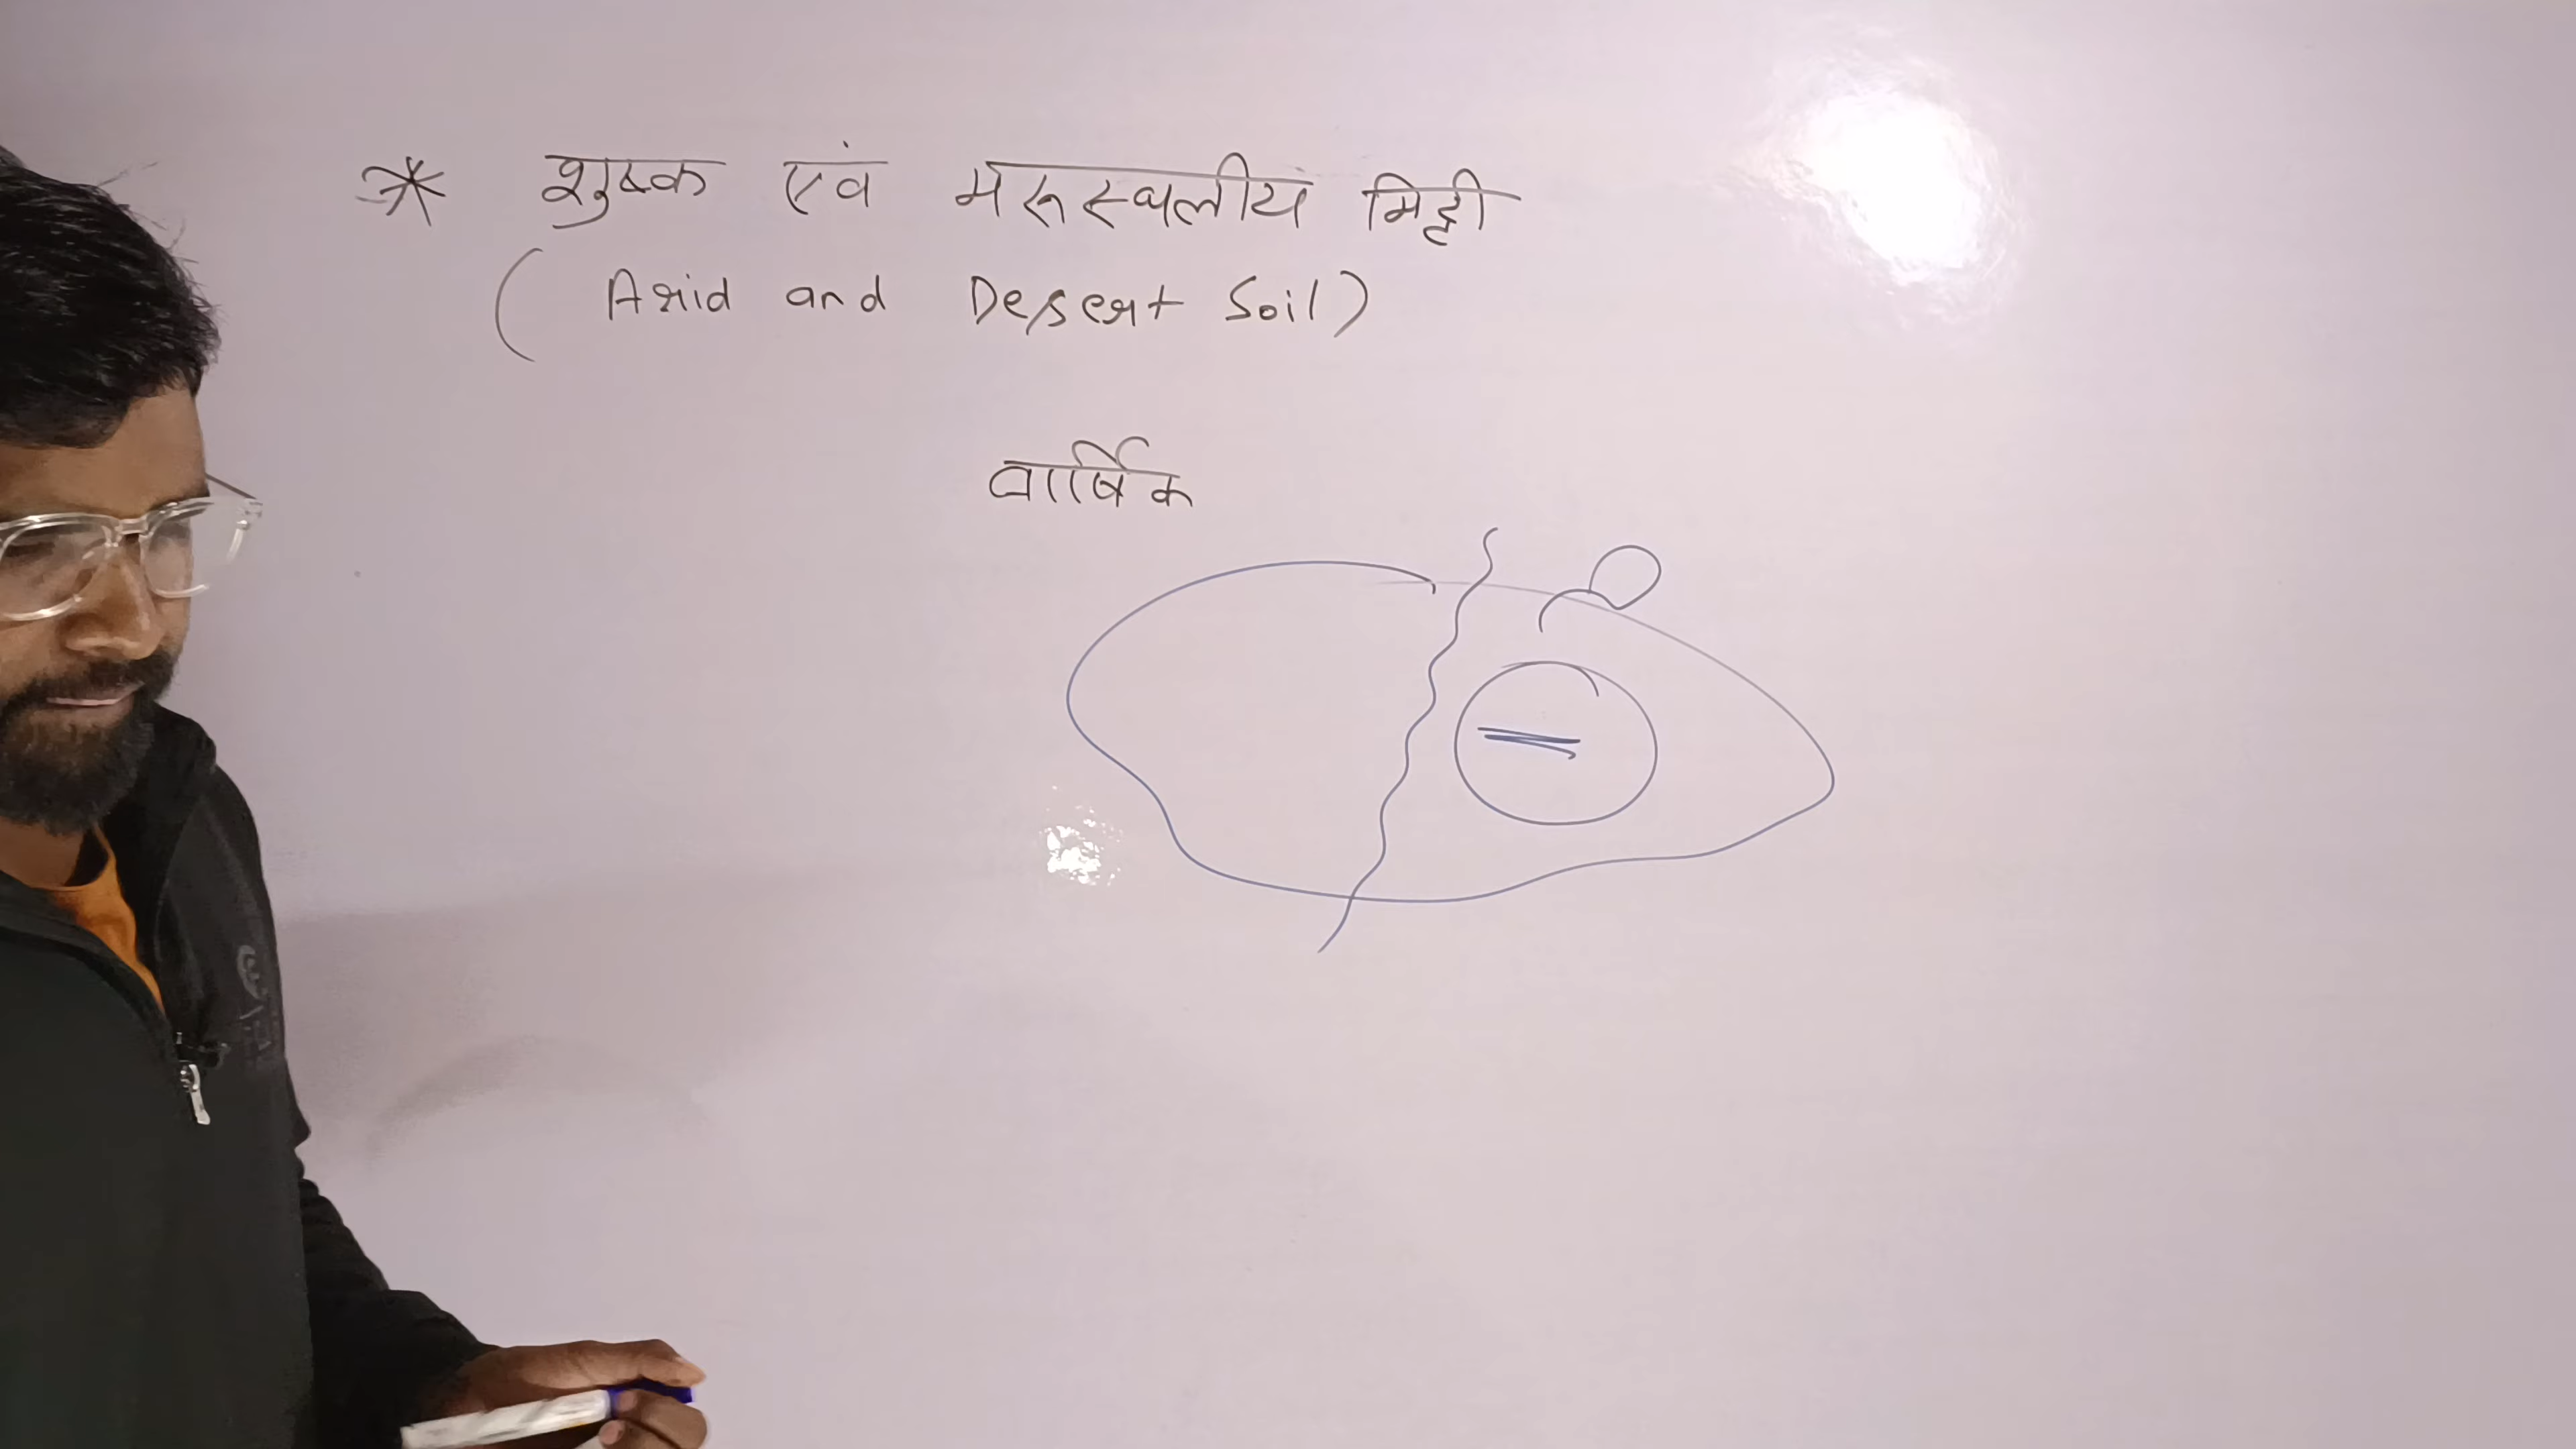 * शुष्क एवं मरुस्थलीय मिट्टी
( Arid and Desert Soil )
वार्षिक